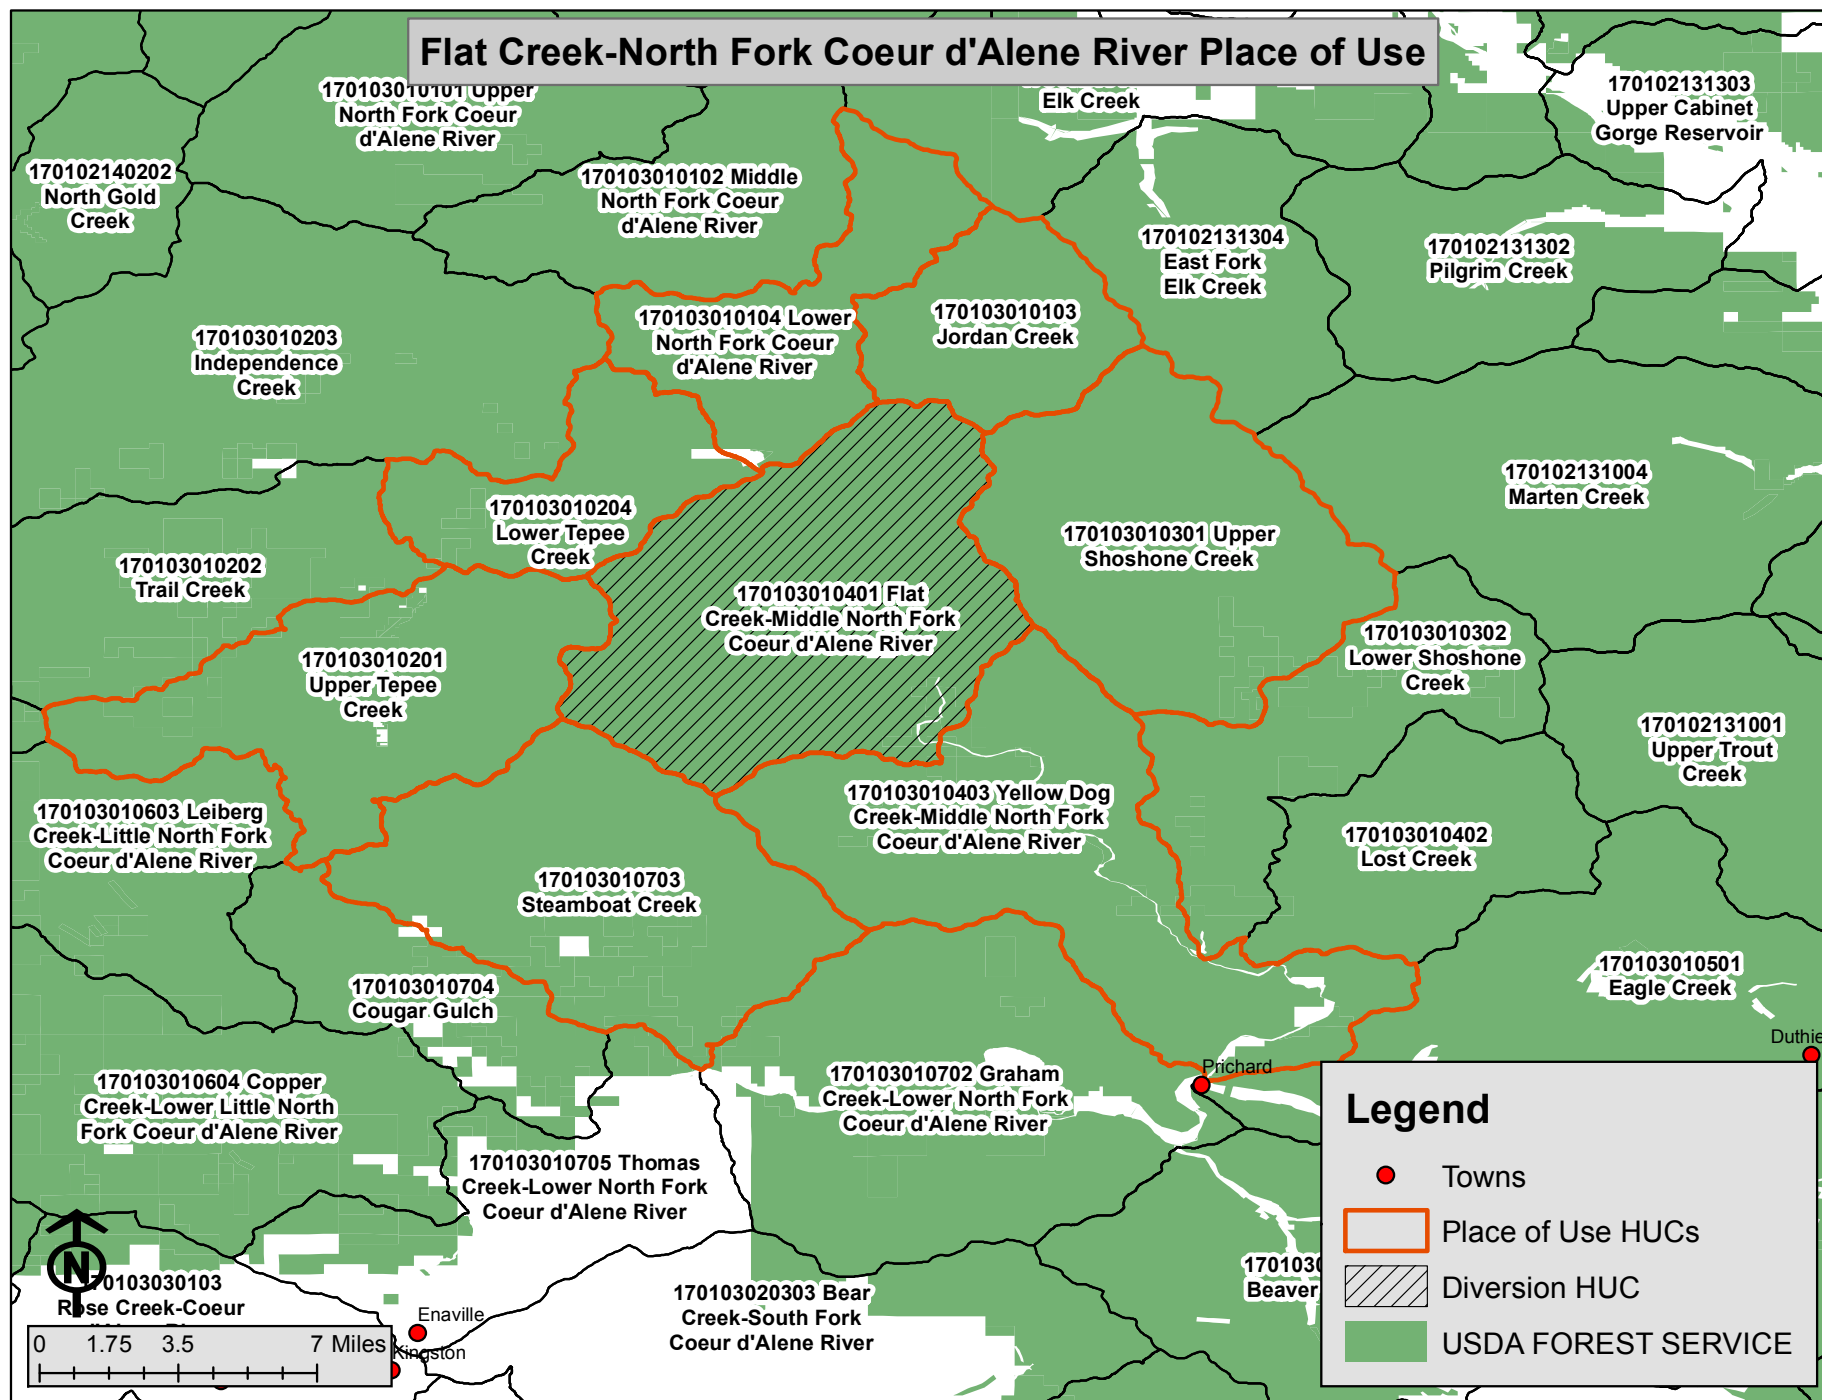 Flat Creek-North Fork Coeur d'Alene River Place of Use
170103010101 Upper
North Fork Coeur
d'Alene River
Elk Creek
170102131303
Upper Cabinet
Gorge Reservoir
170102140202
North Gold
Creek
170103010102 Middle
North Fork Coeur
d'Alene River
170102131304
East Fork
Elk Creek
170102131302
Pilgrim Creek
170103010203
Independence
Creek
170103010104 Lower
North Fork Coeur
d'Alene River
170103010103
Jordan Creek
170102131004
Marten Creek
170103010204
Lower Tepee
Creek
170103010301 Upper
Shoshone Creek
170103010202
Trail Creek
170103010401 Flat
Creek-Middle North Fork
Coeur d'Alene River
170103010302
Lower Shoshone
Creek
170103010201
Upper Tepee
Creek
170102131001
Upper Trout
Creek
170103010603 Leiberg
Creek-Little North Fork
Coeur d'Alene River
170103010403 Yellow Dog
Creek-Middle North Fork
Coeur d'Alene River
170103010402
Lost Creek
170103010703
Steamboat Creek
170103010704
Cougar Gulch
170103010501
Eagle Creek
Duthie
Prichard
170103010604 Copper
Creek-Lower Little North
Fork Coeur d'Alene River
170103010702 Graham
Creek-Lower North Fork
Coeur d'Alene River
170103010705 Thomas
Creek-Lower North Fork
Coeur d'Alene River
170103020303 Bear
Creek-South Fork
Coeur d'Alene River
Beaver
N
170103030103
Rose Creek-Coeur
Enaville
Kingston
0 1.75 3.5 7 Miles
Legend
Towns
Place of Use HUCs
Diversion HUC
USDA FOREST SERVICE